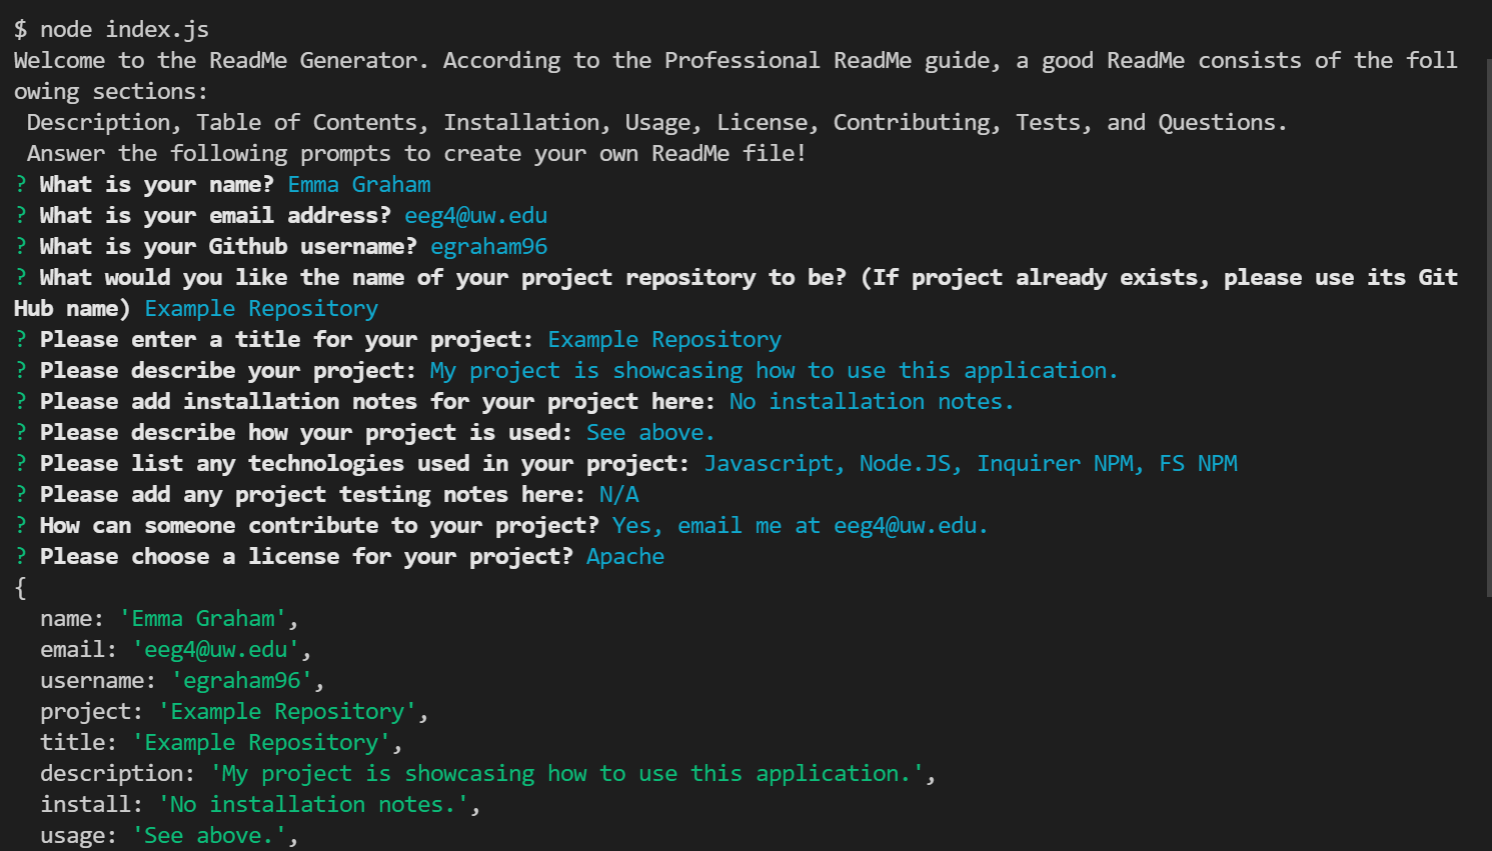 $ node index.js
Welcome to the ReadMe Generator. According to the Professional ReadMe guide, a good ReadMe consists of the foll
owing sections:
 Description, Table of Contents, Installation, Usage, License, Contributing, Tests, and Questions.
 Answer the following prompts to create your own ReadMe file!
? What is your name? Emma Graham
? What is your email address? eeg4@uw.edu
? What is your Github username? egraham96
? What would you like the name of your project repository to be? (If project already exists, please use its Git
Hub name) Example Repository
? Please enter a title for your project: Example Repository
? Please describe your project: My project is showcasing how to use this application.
? Please add installation notes for your project here: No installation notes.
? Please describe how your project is used: See above.
? Please list any technologies used in your project: Javascript, Node.JS, Inquirer NPM, FS NPM
? Please add any project testing notes here: N/A
? How can someone contribute to your project? Yes, email me at eeg4@uw.edu.
? Please choose a license for your project? Apache
{
  name: 'Emma Graham',
  email: 'eeg4@uw.edu',
  username: 'egraham96',
  project: 'Example Repository',
  title: 'Example Repository',
  description: 'My project is showcasing how to use this application.',
  install: 'No installation notes.',
  usage: 'See above.',